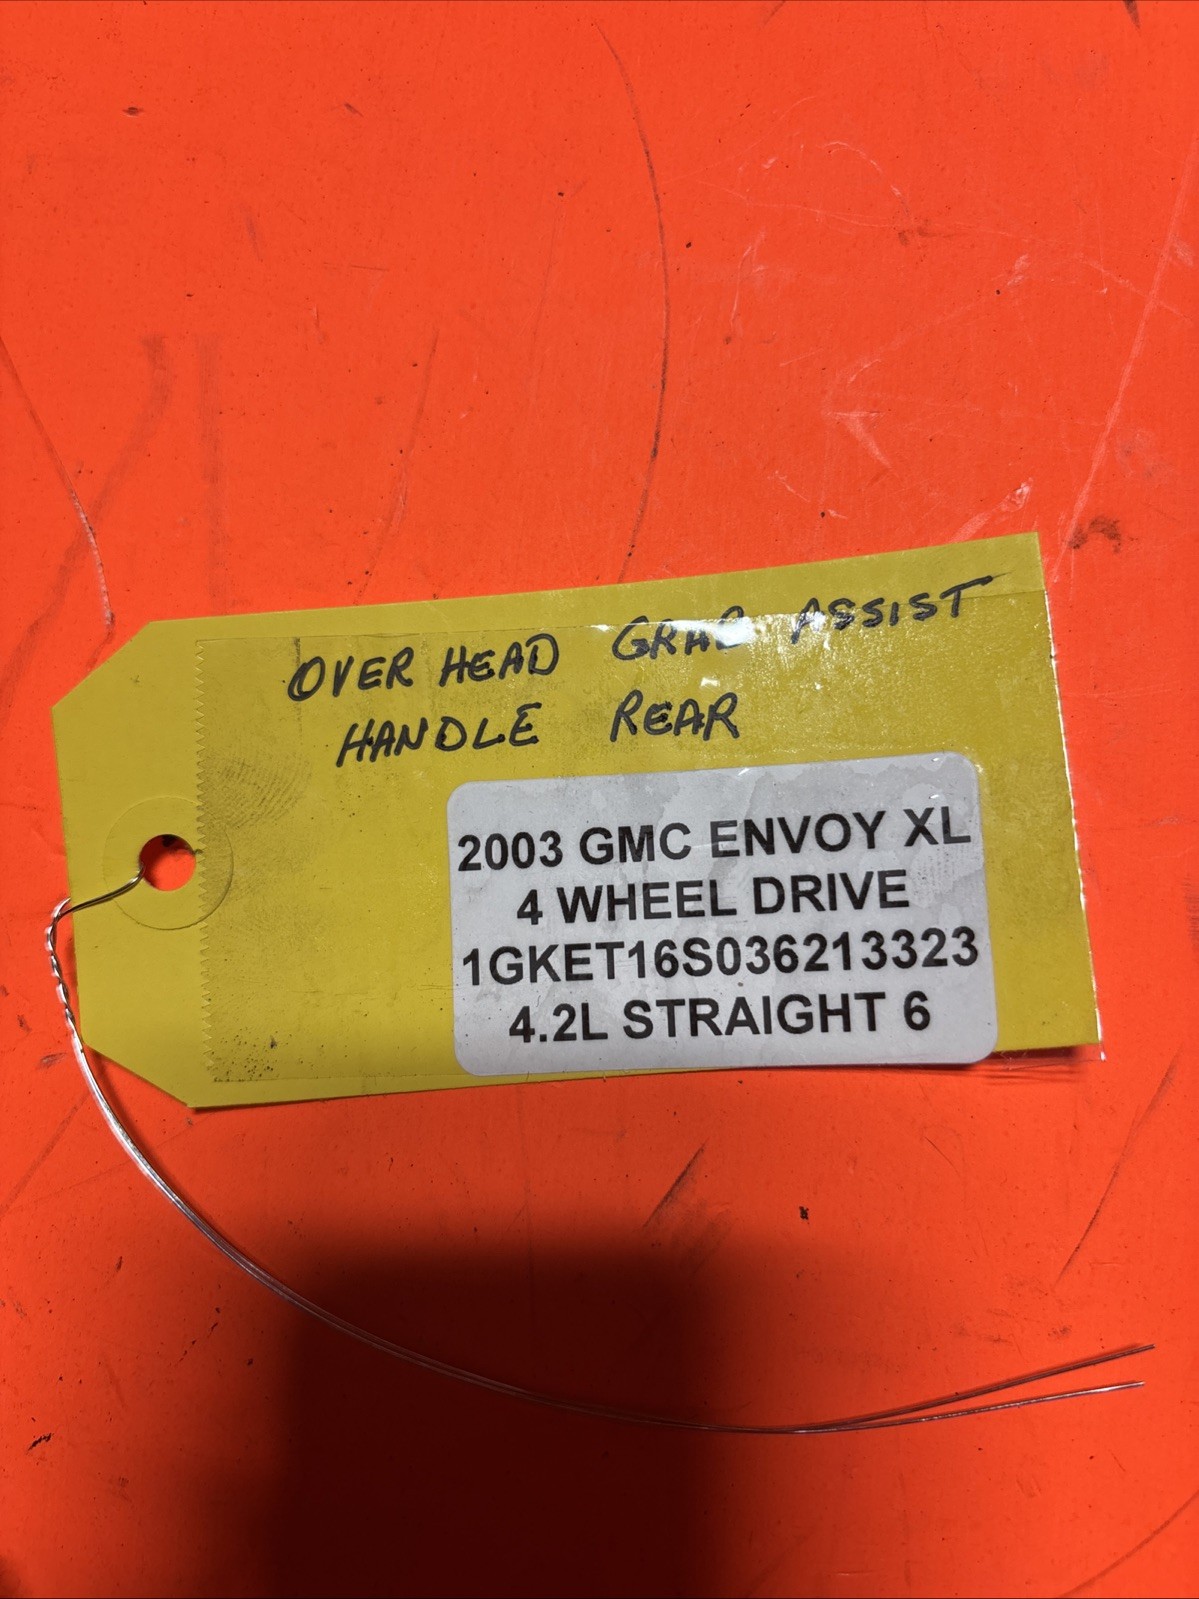 OVER HEAD GRAB ASSIST
HANDLE REAR
2003 GMC ENVOY XL
4 WHEEL DRIVE
1GKET16S036213323
4.2L STRAIGHT 6